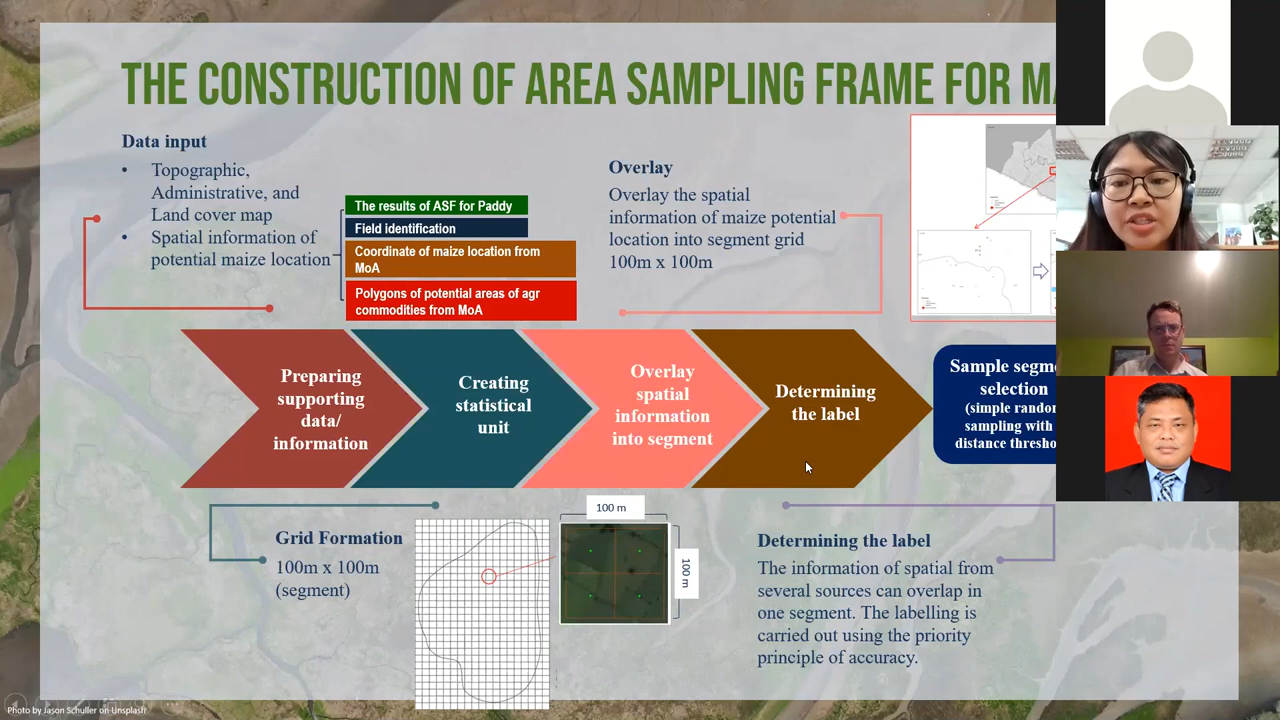 THE CONSTRUCTION OF AREA SAMPLING FRAME FOR MA
Data input
• Topographic,
Administrative, and
Land cover map
• Spatial information of
potential maize location
The results of ASF for Paddy
Field identification
Coordinate of maize location from
MoA
Polygons of potential areas of agr
commodities from MoA
Overlay
Overlay the spatial
information of maize potential
location into segment grid
100m x 100m
Preparing
supporting
data/
information
Creating
statistical
unit
Overlay
spatial
information
into segment
Determining
the label
Sample segme
selection
(simple random
sampling with
distance thresho
Grid Formation
100m x 100m
(segment)
100 m
100 m
Determining the label
The information of spatial from
several sources can overlap in
one segment. The labelling is
carried out using the priority
principle of accuracy.
Photo by Jason Schuller on Unsplash